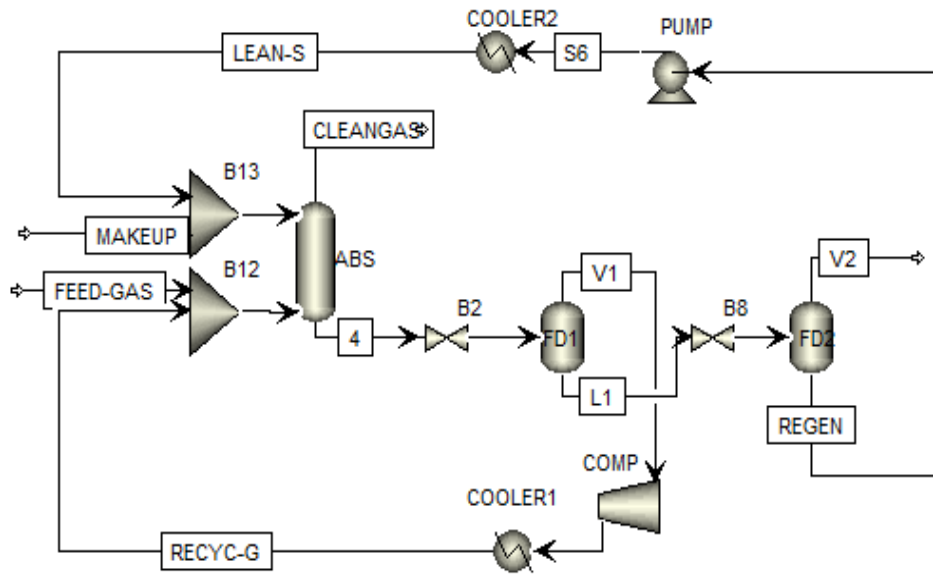 COOLER2
PUMP
LEAN-S
S6
CLEANGAS
B13
MAKEUP
ABS
B12
V1
V2
FEED-GAS
B2
B8
4
FD1
FD2
L1
REGEN
COMP
COOLER1
RECYC-G